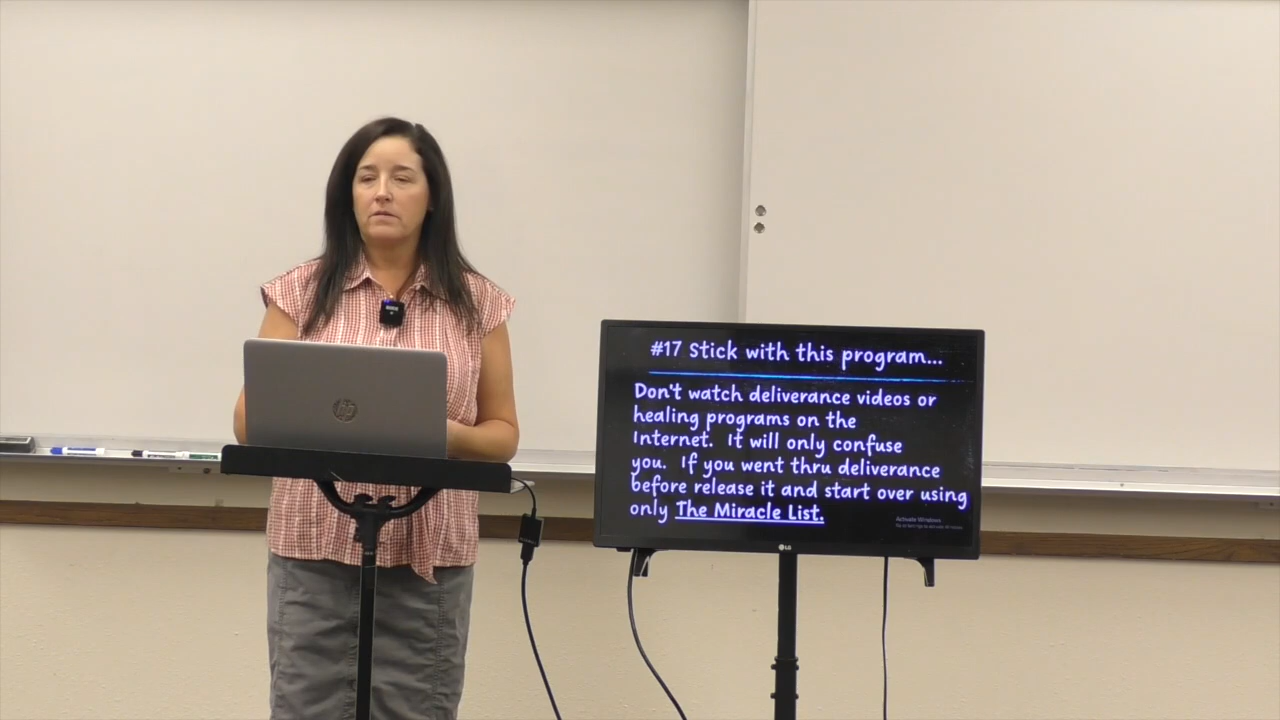 #17 Stick with this program...
Don't watch deliverance videos or
healing programs on the
Internet. It will only confuse
you. If you went thru deliverance
before release it and start over using
only The Miracle List.
Activate Windows
LG
hp